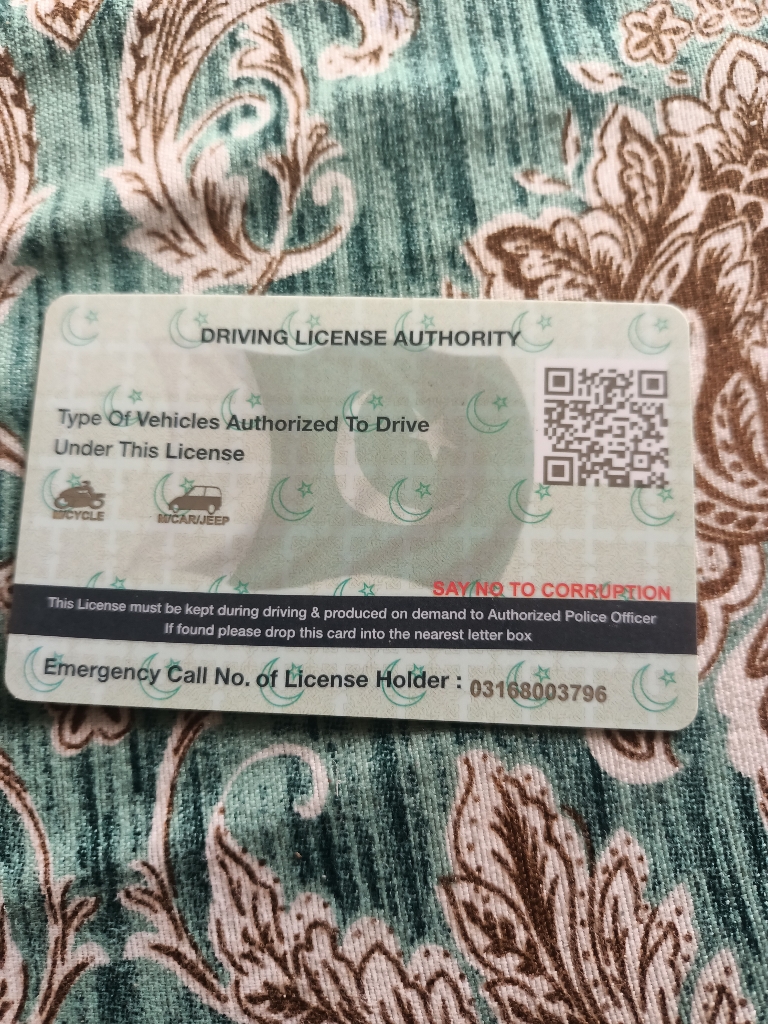 DRIVING LICENSE AUTHORITY
Type Of Vehicles Authorized To Drive
Under This License
M/CYCLE
M/CAR/JEEP
SAY NO TO CORRUPTION
This License must be kept during driving & produced on demand to Authorized Police Officer
If found please drop this card into the nearest letter box
Emergency Call No. of License Holder : 03168003796